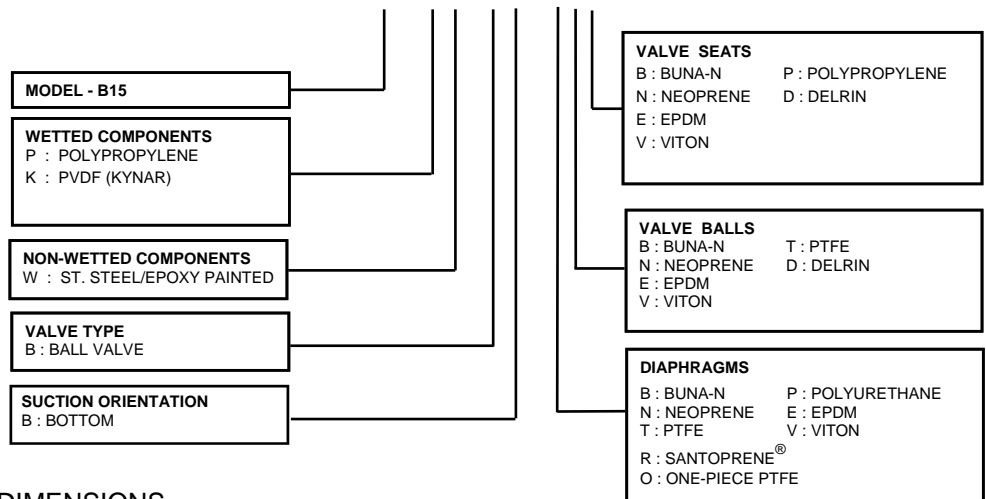 MODEL - B15
WETTED COMPONENTS
P : POLYPROPYLENE
K : PVDF (KYNAR)
NON-WETTED COMPONENTS
W : ST. STEEL/EPOXY PAINTED
VALVE TYPE
B : BALL VALVE
SUCTION ORIENTATION
B : BOTTOM
VALVE SEATS
B : BUNA-N P : POLYPROPYLENE
N : NEOPRENE D : DELRIN
E : EPDM
V : VITON
VALVE BALLS
B : BUNA-N T : PTFE
N : NEOPRENE D : DELRIN
E : EPDM
V : VITON
DIAPHRAGMS
B : BUNA-N P : POLYURETHANE
N : NEOPRENE E : EPDM
T : PTFE V : VITON
R : SANTOPRENE®
O : ONE-PIECE PTFE
DIMENSIONS